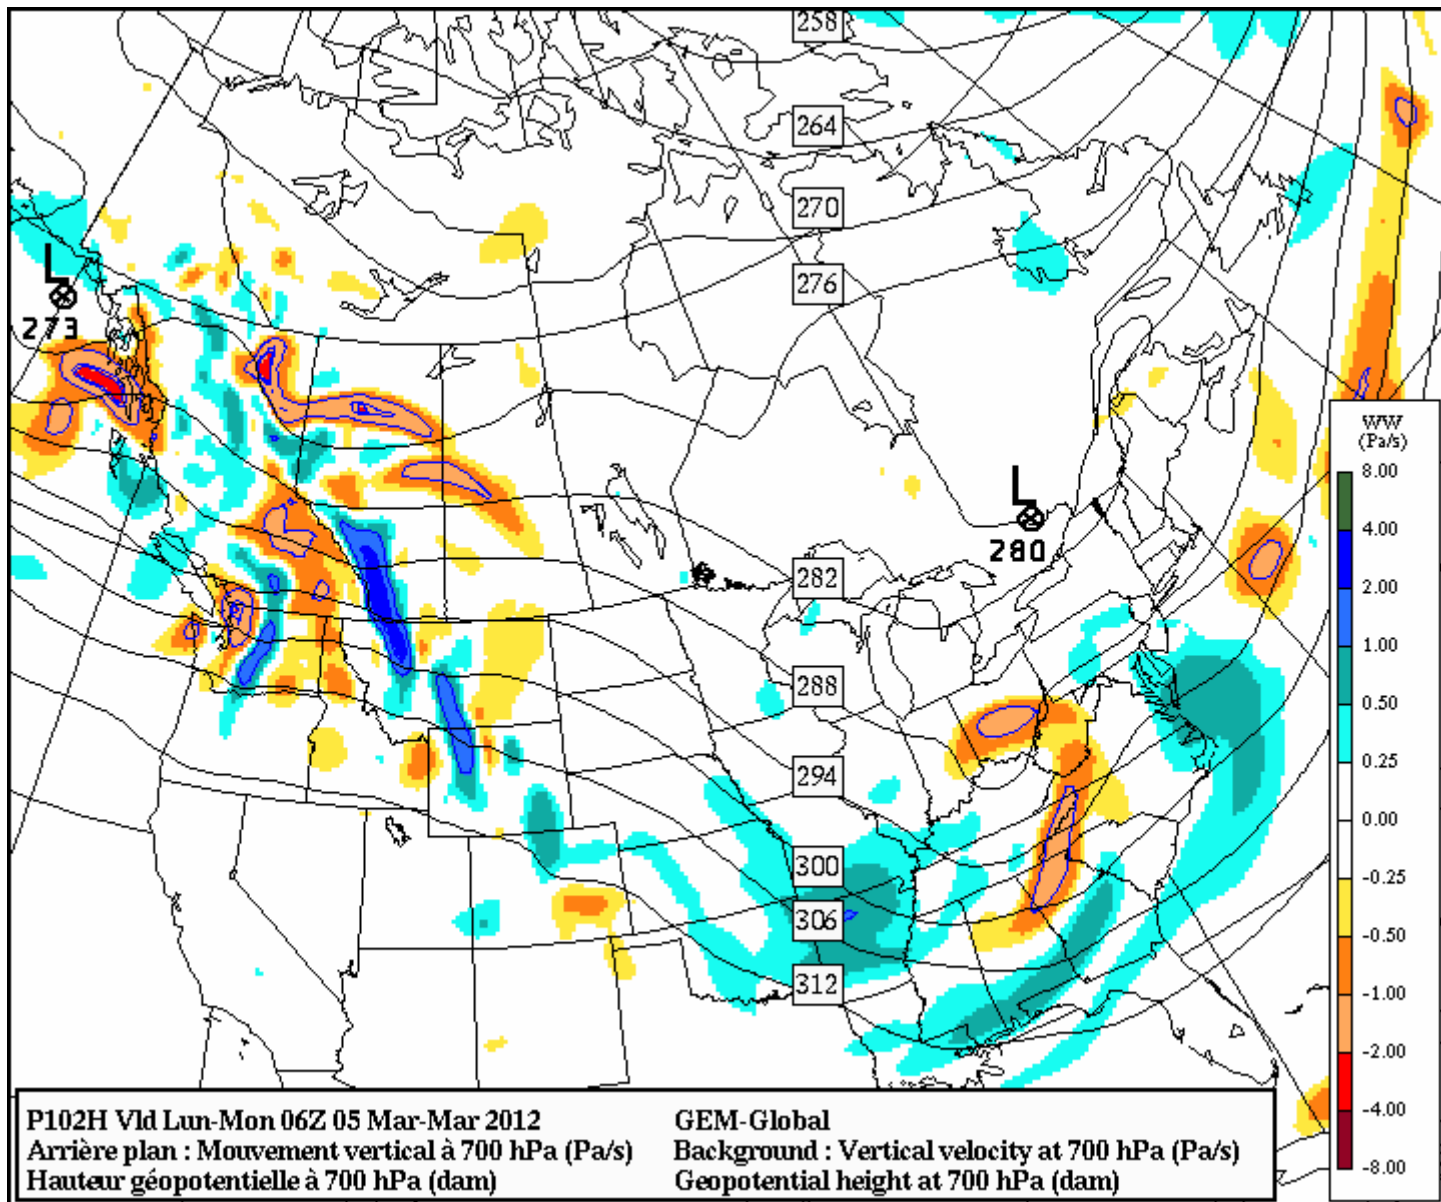 258
264
270
276
L
273
L
280
282
288
294
300
306
312
WW
(Pa/s)
8.00
4.00
2.00
1.00
0.50
0.25
0.00
-0.25
-0.50
-1.00
-2.00
-4.00
-8.00
P102H Vld Lun-Mon 06Z 05 Mar-Mar 2012
Arrière plan : Mouvement vertical à 700 hPa (Pa/s)
Hauteur géopotentielle à 700 hPa (dam)
GEM-Global
Background : Vertical velocity at 700 hPa (Pa/s)
Geopotential height at 700 hPa (dam)